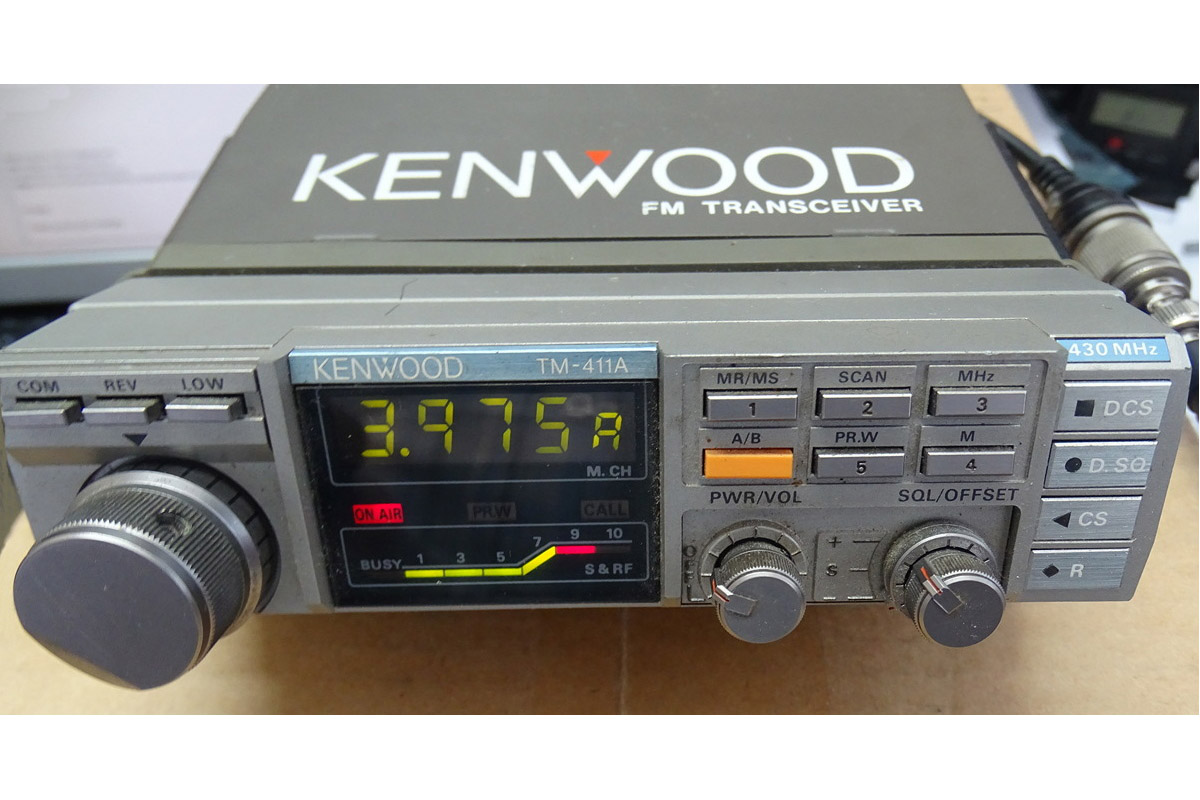 KENWOOD
FM TRANSCEIVER
COM REV LOW
KENWOOD TM-411A
430 MHz
3.975A
M.CH
MR/MS SCAN MHz
1 2 3
A/B PR.W M
5 4
DCS
D.SQ
CS
R
ON AIR PR.W CALL
PWR/VOL SQL/OFFSET
BUSY 1 3 5 7 9 10
S & RF
OFF
+
S
-